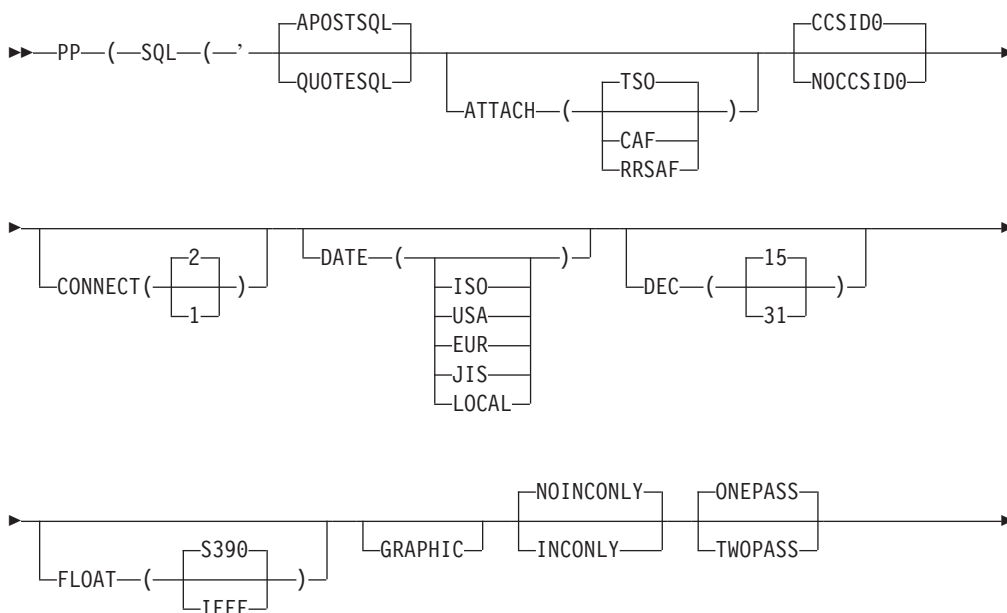 APOSTSQL CCSID0
PP ( SQL ( ’
QUOTESQL TSO NOCCSID0
ATTACH ( )
CAF
RRSAF
2 DATE ( ) 15
CONNECT( ) ISO DEC ( )
1 USA 31
EUR
JIS
LOCAL
NOINCONLY ONEPASS
S390 GRAPHIC INCONLY TWOPASS
FLOAT ( )
IEEE